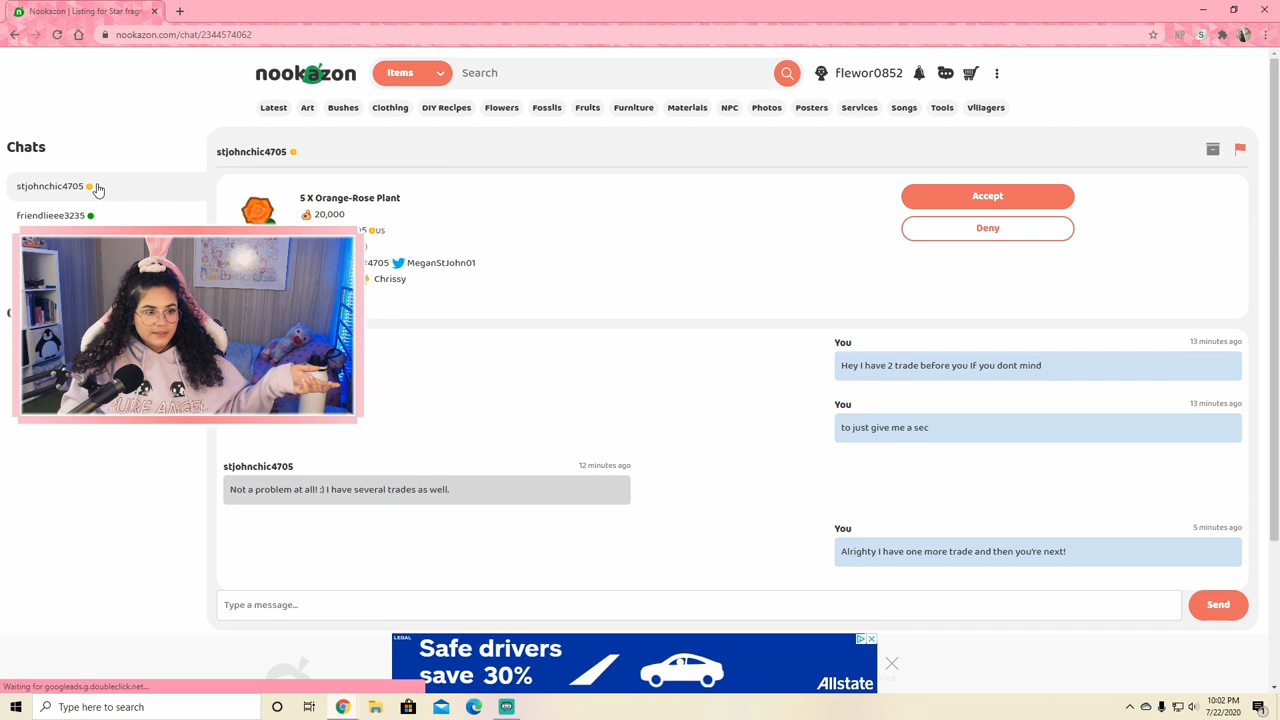 Nookazon | Listing for Star frag
nookazon.com/chat/2344574062
NP
S
nookazon
Items
Search
flewor0852
Latest
Art
Bushes
Clothing
DIY Recipes
Flowers
Fossils
Fruits
Furniture
Materials
NPC
Photos
Posters
Services
Songs
Tools
Villagers
Chats
stjohnchic4705
friendlieee3235
stjohnchic4705
5 X Orange-Rose Plant
20,000
US
#4705 MeganStJohn01
Chrissy
Accept
Deny
You
13 minutes ago
Hey I have 2 trade before you If you dont mind
You
13 minutes ago
to just give me a sec
stjohnchic4705
12 minutes ago
Not a problem at all! :) I have several trades as well.
You
5 minutes ago
Alrighty I have one more trade and then you're next!
Type a message...
Send
LEGAL
Safe drivers
save 30%
Allstate
Waiting for googleads.g.doubleclick.net...
Type here to search
10:02 PM
7/22/2020